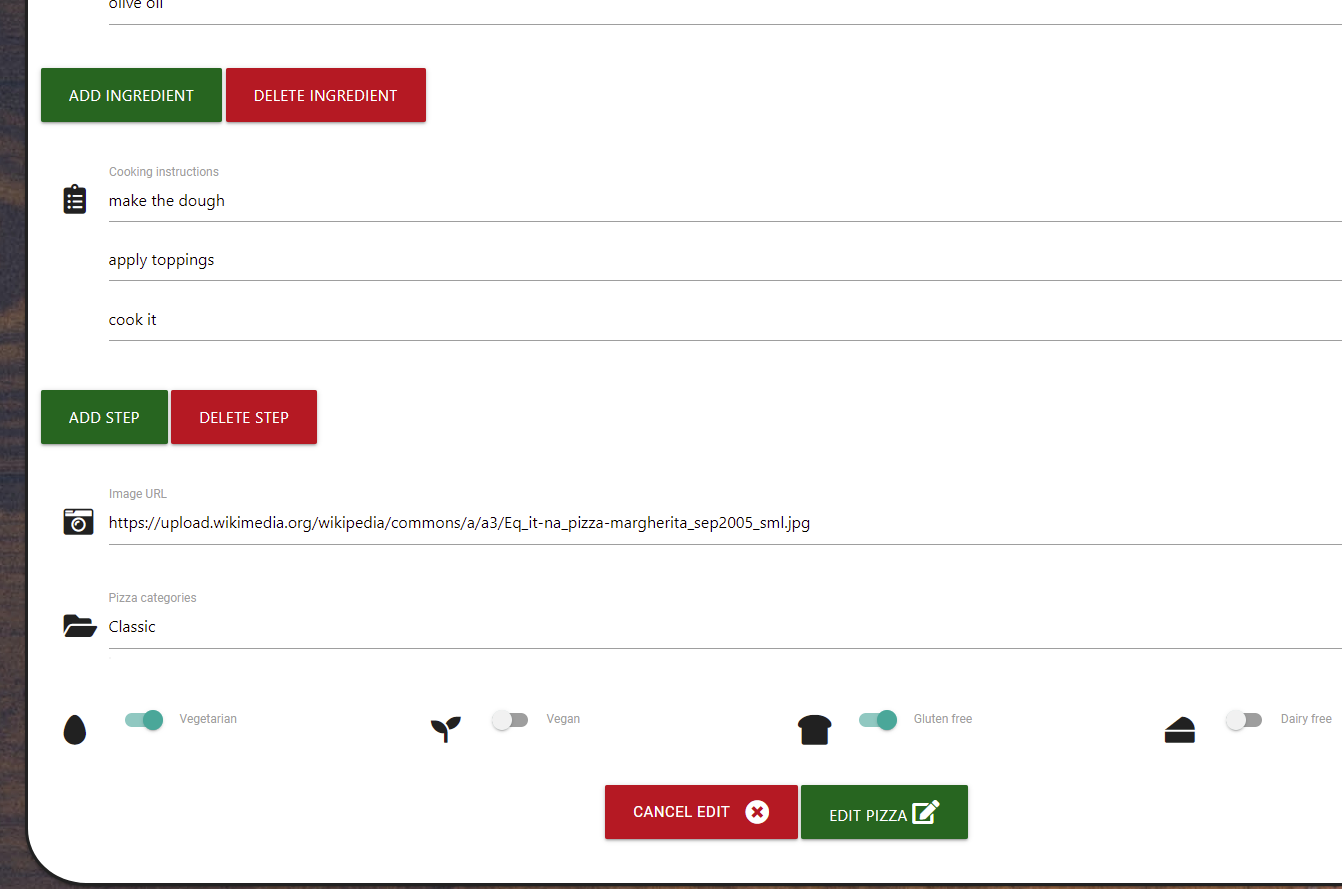 olive oil
ADD INGREDIENT DELETE INGREDIENT
Cooking instructions
make the dough
apply toppings
cook it
ADD STEP DELETE STEP
Image URL
https://upload.wikimedia.org/wikipedia/commons/a/a3/Eq_it-na_pizza-margherita_sep2005_sml.jpg
Pizza categories
Classic
Vegetarian Vegan Gluten free Dairy free
CANCEL EDIT EDIT PIZZA